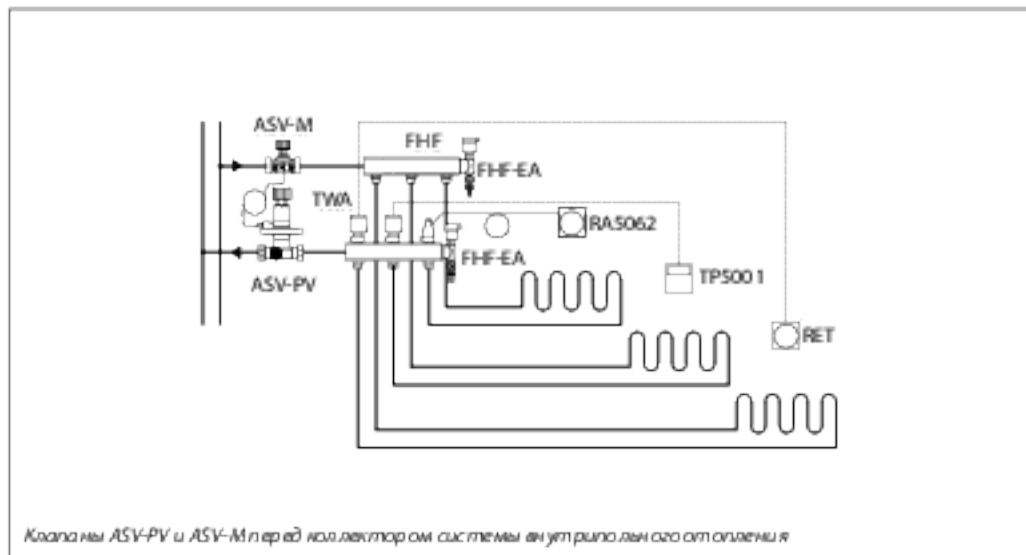 ASV-M
FHF
FHF-EA
TWA
RA5062
FHF-EA
TP5001
ASV-PV
RET
Клапаны ASV-PV и ASV-M перед коллектором системы внутрипольного отопления